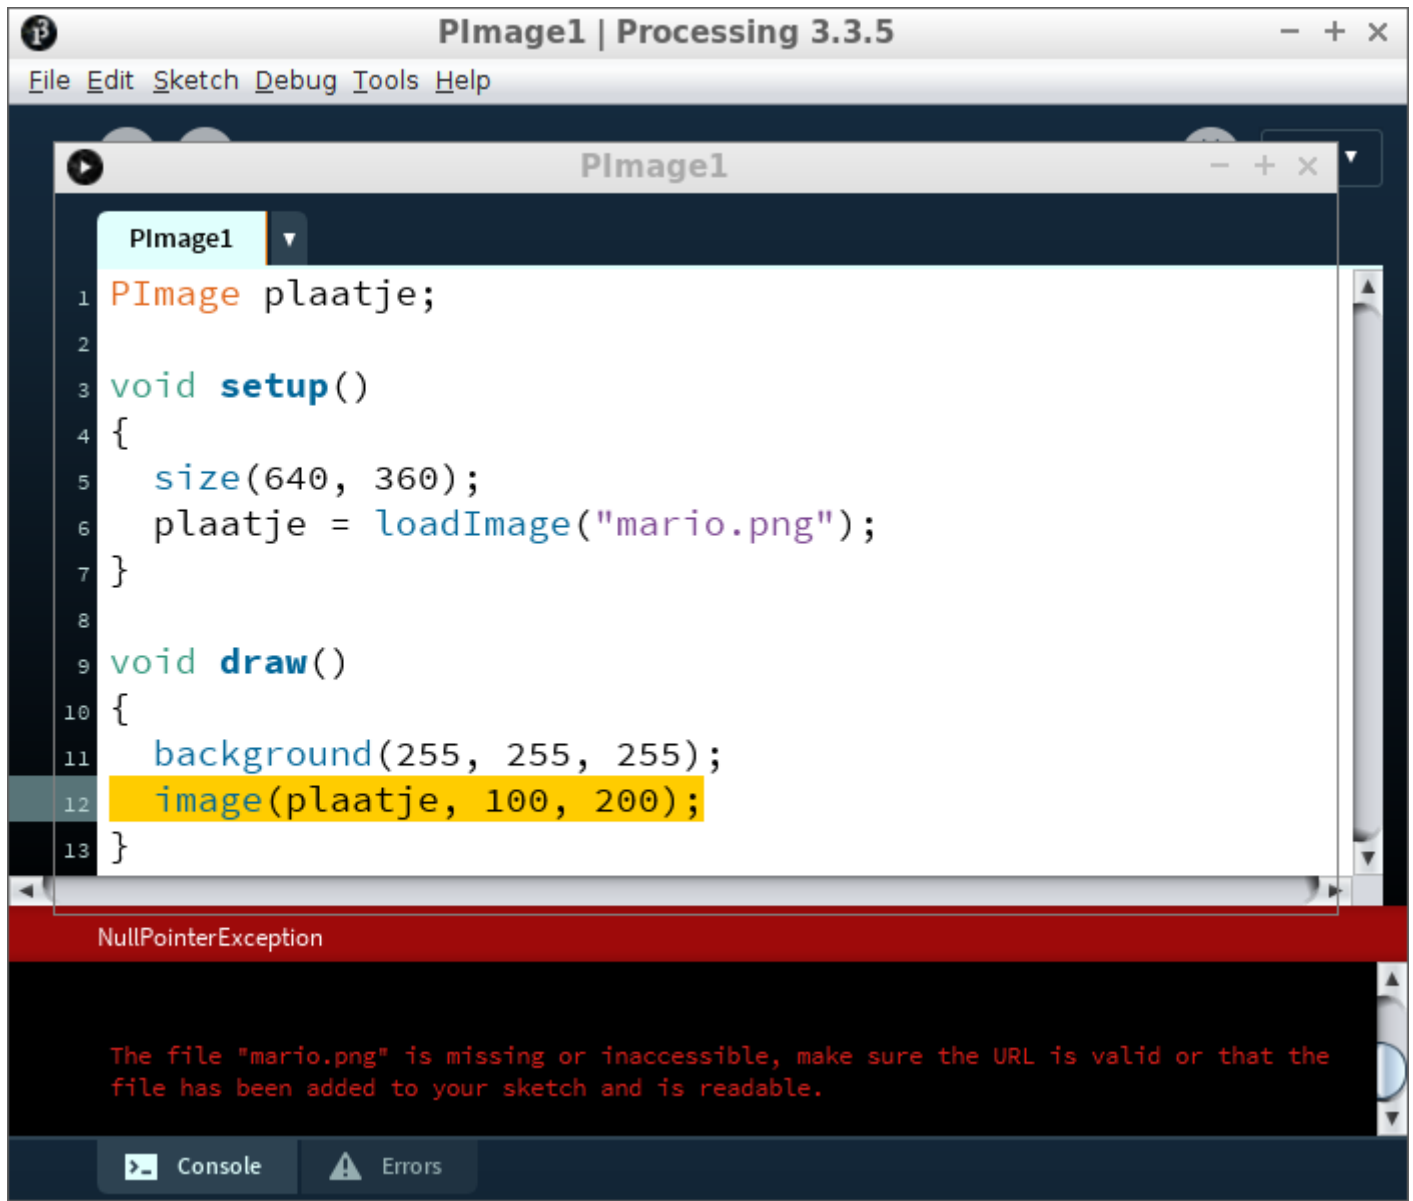 PImage1 | Processing 3.3.5
File Edit Sketch Debug Tools Help
PImage1
PImage1
1 PImage plaatje;
2
3 void setup()
4 {
5 size(640, 360);
6 plaatje = loadImage("mario.png");
7 }
8
9 void draw()
10 {
11 background(255, 255, 255);
12 image(plaatje, 100, 200);
13 }
NullPointerException
The file "mario.png" is missing or inaccessible, make sure the URL is valid or that the
file has been added to your sketch and is readable.
Console Errors